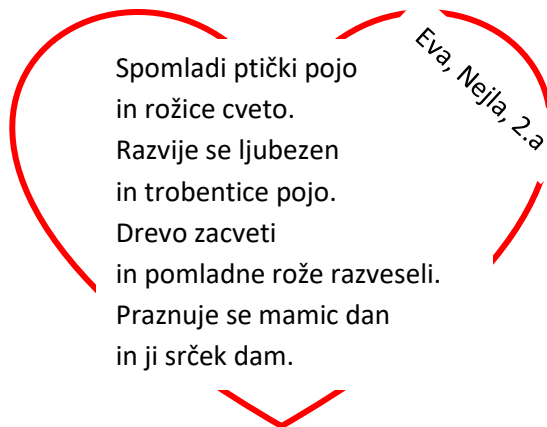 Spomladi ptički pojo
in rožice cveto.
Razvije se ljubezen
in trobentice pojo.
Drevo zacveti
in pomladne rože razveseli.
Praznuje se mamic dan
in ji srček dam.
Eva, Nejla, 2.a